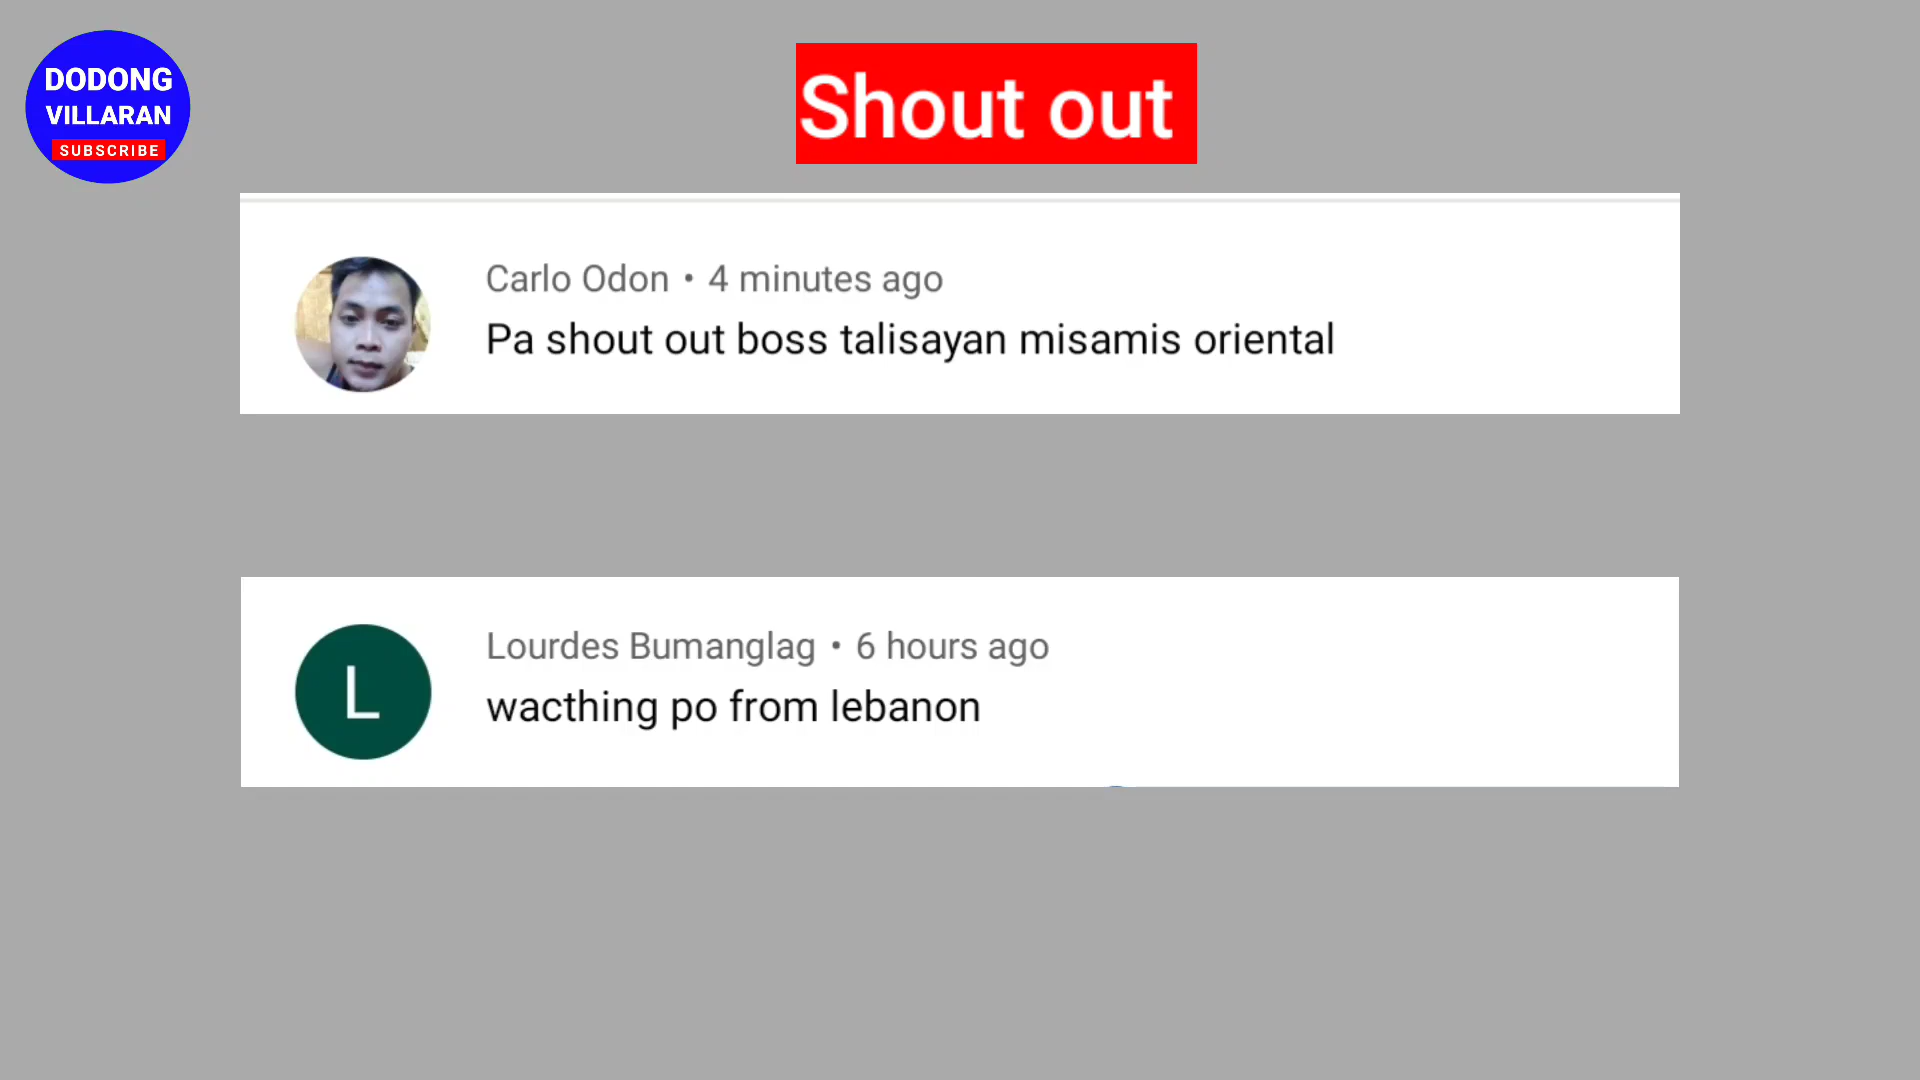 DODONG
VILLARAN
SUBSCRIBE
Shout out
Carlo Odon • 4 minutes ago
Pa shout out boss talisayan misamis oriental
L
Lourdes Bumanglag • 6 hours ago
wacthing po from lebanon